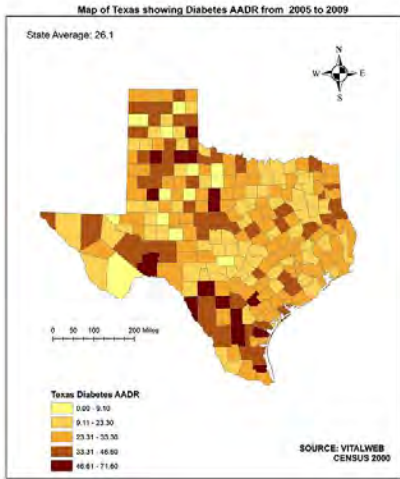 Map of Texas showing Diabetes AADR from 2005 to 2009
State Average: 26.1
N
W
E
S
0 50 100 200 Miles
Texas Diabetes AADR
0.00 - 9.10
9.11 - 23.30
23.31 - 33.30
33.31 - 46.60
46.61 - 71.60
SOURCE: VITALWEB
CENSUS 2000